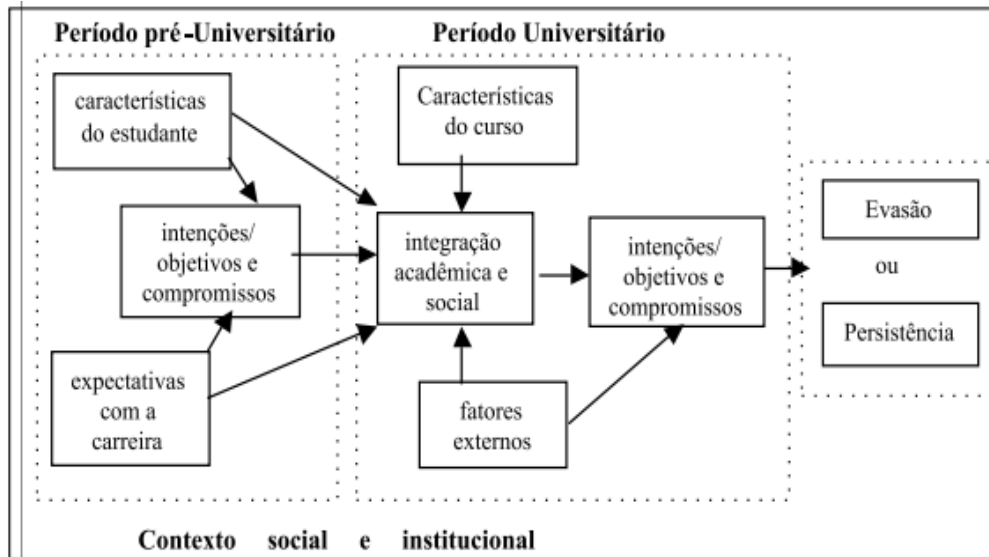 Período pré-Universitário
Período Universitário
características
do estudante
Características
do curso
intenções/
objetivos e
compromissos
integração
acadêmica e
social
intenções/
objetivos e
compromissos
Evasão
ou
Persistência
expectativas
com a
carreira
fatores
externos
Contexto social e institucional